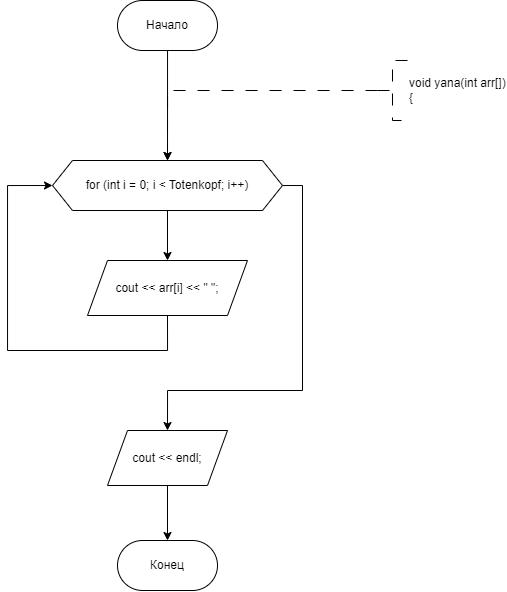 Начало
void yana(int arr[])
{
for (int i = 0; i < Totenkopf; i++)
cout << arr[i] << " ";
cout << endl;
Конец